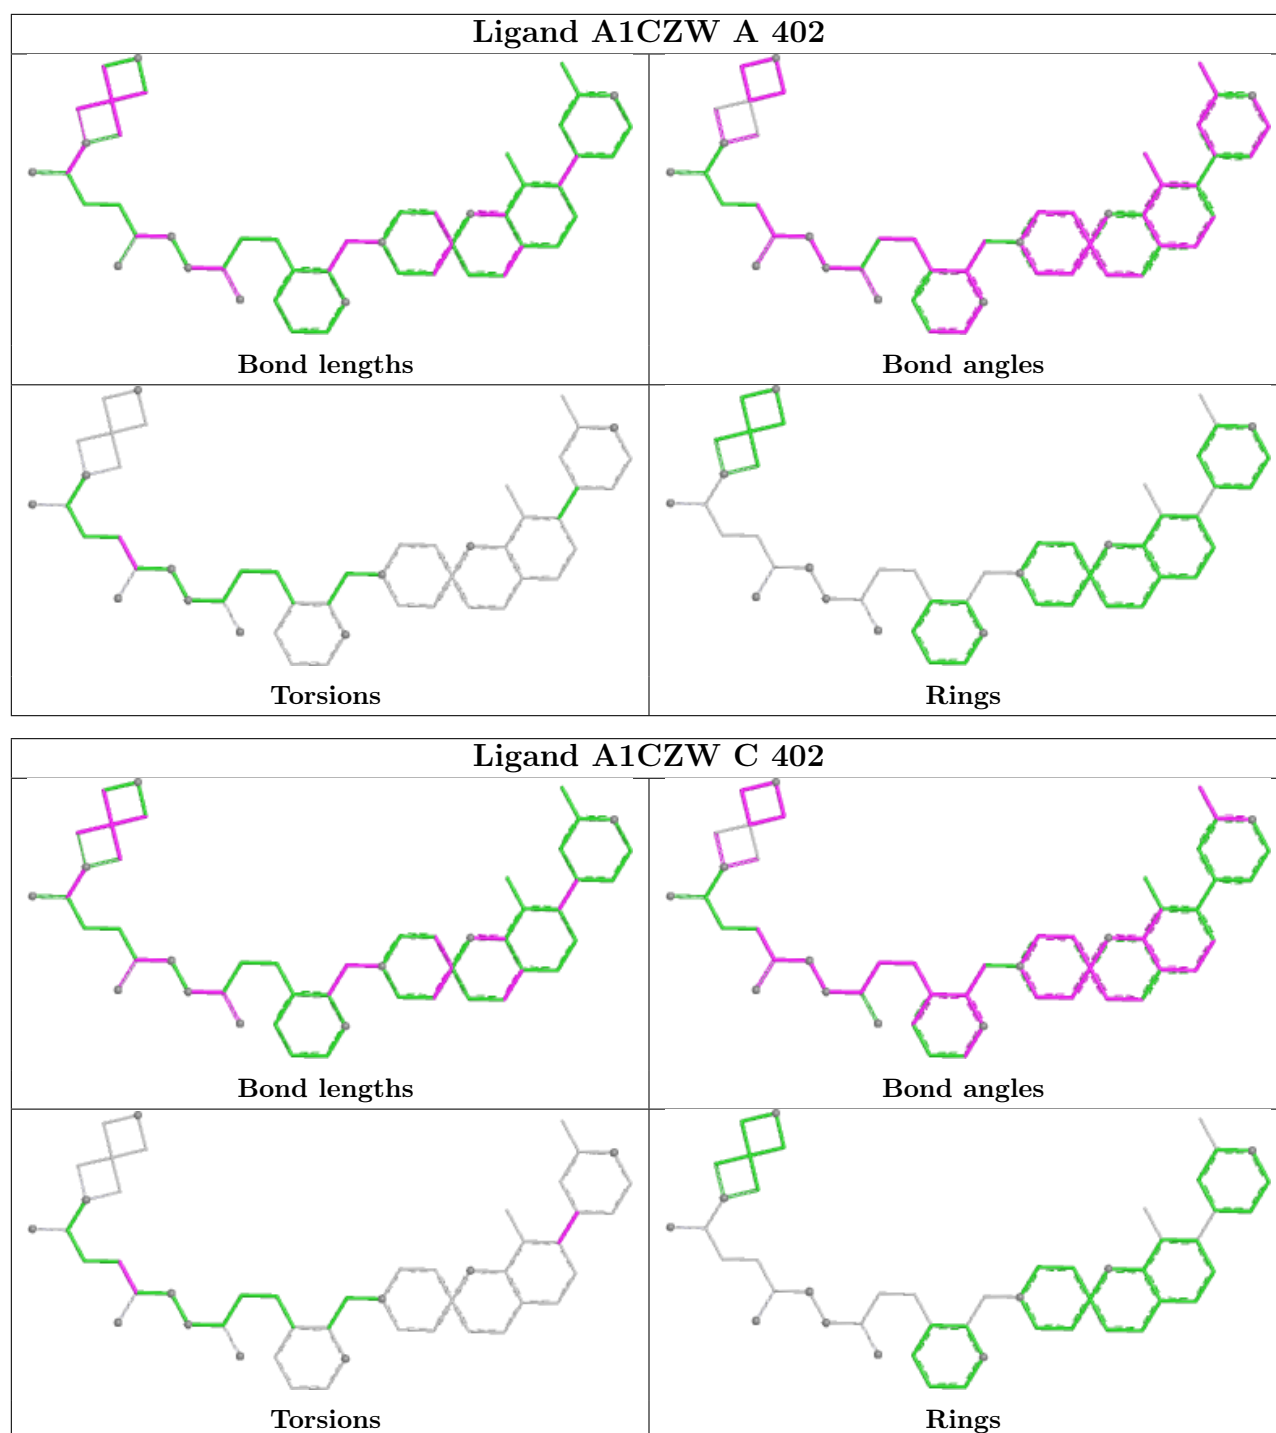 Ligand A1CZW A 402
Bond lengths
Bond angles
Torsions
Rings
Ligand A1CZW C 402
Bond lengths
Bond angles
Torsions
Rings